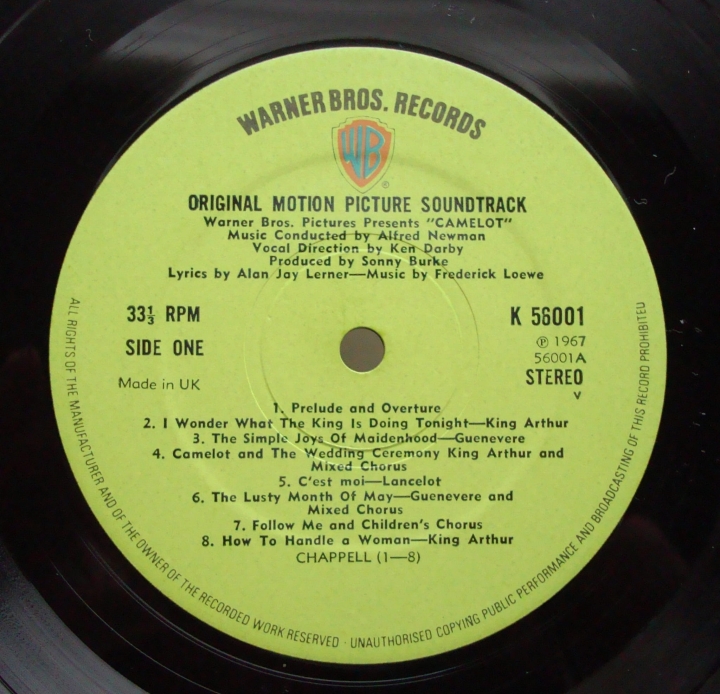 WARNER BROS. RECORDS
WB
®
ORIGINAL MOTION PICTURE SOUNDTRACK
Warner Bros. Pictures Presents "CAMELOT"
Music Conducted by Alfred Newman
Vocal Direction by Ken Darby
Produced by Sonny Burke
Lyrics by Alan Jay Lerner—Music by Frederick Loewe
33⅓ RPM
SIDE ONE
Made in UK
K 56001
℗ 1967
56001A
STEREO
V
1. Prelude and Overture
2. I Wonder What The King Is Doing Tonight—King Arthur
3. The Simple Joys Of Maidenhood—Guenevere
4. Camelot and The Wedding Ceremony King Arthur and
Mixed Chorus
5. C'est moi—Lancelot
6. The Lusty Month Of May—Guenevere and
Mixed Chorus
7. Follow Me and Children's Chorus
8. How To Handle a Woman—King Arthur
CHAPPELL (1—8)
ALL RIGHTS OF THE MANUFACTURER AND OF THE OWNER OF THE RECORDED WORK RESERVED · UNAUTHORISED COPYING PUBLIC PERFORMANCE AND BROADCASTING OF THIS RECORD PROHIBITED